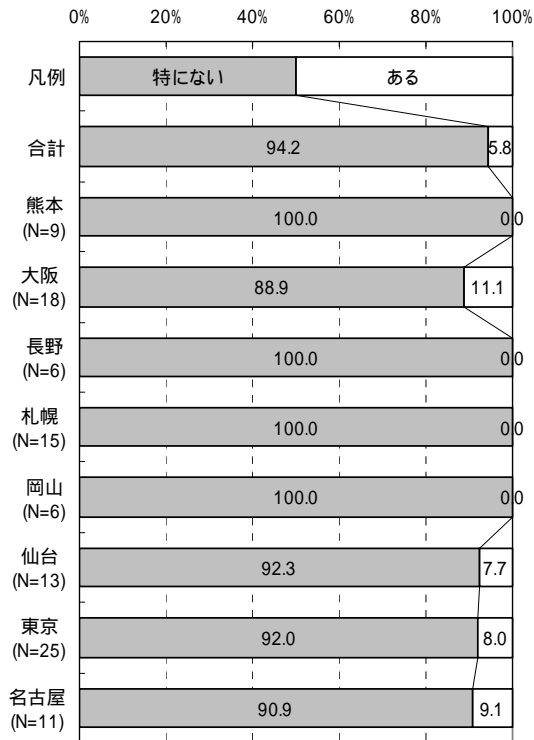 0% 20% 40% 60% 80% 100%
凡例 特にない ある
合計 94.2 5.8
熊本
(N=9) 100.0 0.0
大阪
(N=18) 88.9 11.1
長野
(N=6) 100.0 0.0
札幌
(N=15) 100.0 0.0
岡山
(N=6) 100.0 0.0
仙台
(N=13) 92.3 7.7
東京
(N=25) 92.0 8.0
名古屋
(N=11) 90.9 9.1